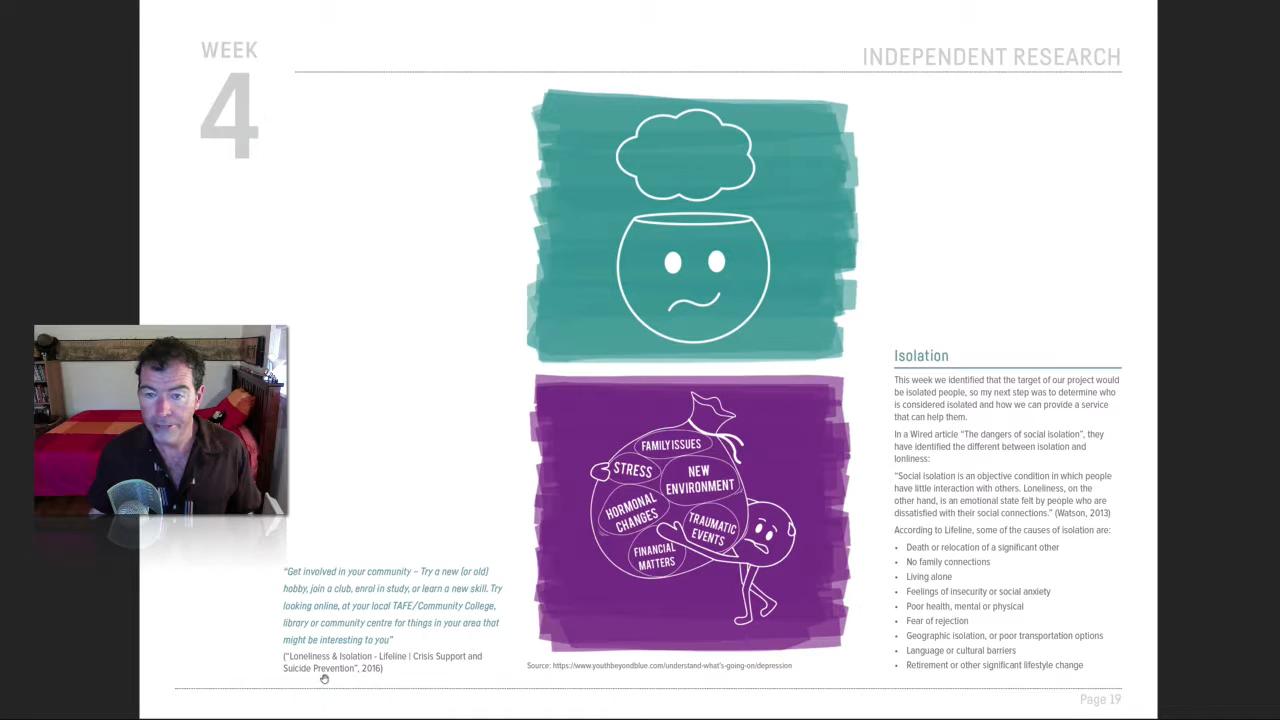 WEEK
4
INDEPENDENT RESEARCH
FAMILY ISSUES
STRESS
NEW
ENVIRONMENT
HORMONAL
CHANGES
TRAUMATIC
EVENTS
FINANCIAL
MATTERS
Source: https://www.youthbeyondblue.com/understand-what's-going-on/depression
"Get involved in your community – Try a new (or old)
hobby, join a club, enrol in study, or learn a new skill. Try
looking online, at your local TAFE/Community College,
library or community centre for things in your area that
might be interesting to you"
("Loneliness & Isolation - Lifeline | Crisis Support and
Suicide Prevention", 2016)
Isolation
This week we identified that the target of our project would
be isolated people, so my next step was to determine who
is considered isolated and how we can provide a service
that can help them.
In a Wired article "The dangers of social isolation", they
have identified the different between isolation and
lonliness:
"Social isolation is an objective condition in which people
have little interaction with others. Loneliness, on the
other hand, is an emotional state felt by people who are
dissatisfied with their social connections." (Watson, 2013)
According to Lifeline, some of the causes of isolation are:
• Death or relocation of a significant other
• No family connections
• Living alone
• Feelings of insecurity or social anxiety
• Poor health, mental or physical
• Fear of rejection
• Geographic isolation, or poor transportation options
• Language or cultural barriers
• Retirement or other significant lifestyle change
Page 19